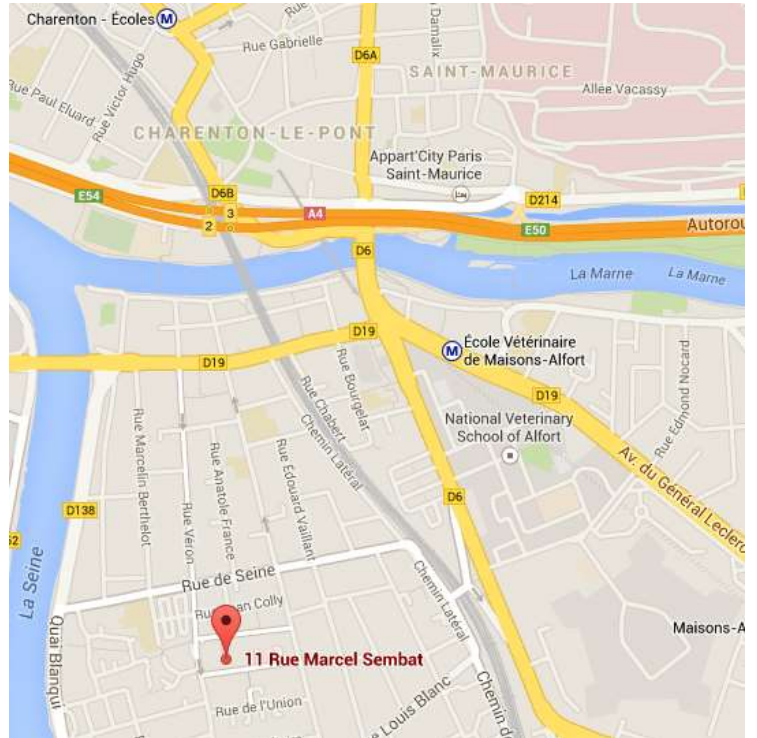 Charenton - Écoles
Rue Gabrielle
D6A
Damalix
SAINT-MAURICE
Allée Vacassy
Rue Paul Eluard
Rue Victor Hugo
CHARENTON-LE-PONT
Appart'City Paris
Saint-Maurice
E54
D6B
3
2
A4
D214
E50
Autorou
D6
La Marne
La Marne
D19
D19
École Vétérinaire
de Maisons-Alfort
D19
Rue Edmond Nocard
Rue Bourgelat
Rue Chabert
Chemin Latéral
National Veterinary
School of Alfort
Av. du Général Leclerc
Rue Marcelin Berthelot
Rue Véron
Rue Anatole France
Rue Edouard Vaillant
D6
D138
52
La Seine
Rue de Seine
Chemin Latéral
Quai Blanqui
Maisons-A
11 Rue Marcel Sembat
Rue de l'Union
Louis Blanc
Chemin de